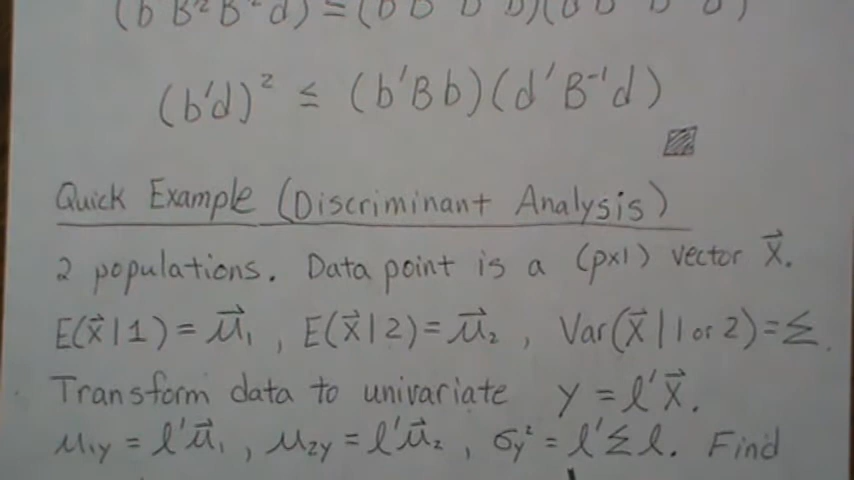 (b'd)² ≤ (b'Bb)(d'B⁻¹d)
Quick Example (Discriminant Analysis)
2 populations. Data point is a (p×1) vector x⃗.
E(x⃗|1) = μ⃗₁, E(x⃗|2) = μ⃗₂, Var(x⃗|1 or 2) = Σ.
Transform data to univariate y = l'x⃗.
μ₁y = l'μ⃗₁, μ₂y = l'μ⃗₂, σy² = l'Σl. Find